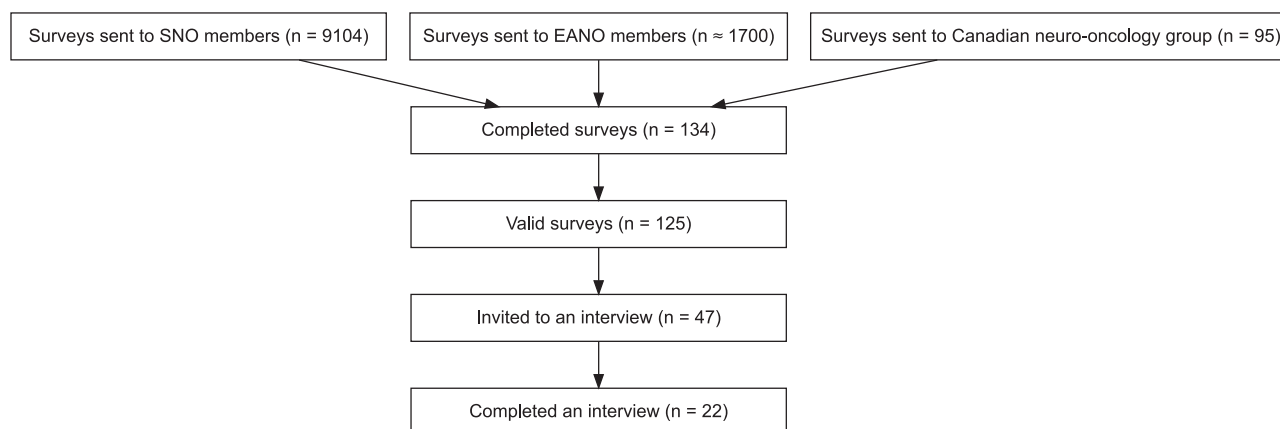 Surveys sent to SNO members (n = 9104)
Surveys sent to EANO members (n ≈ 1700)
Surveys sent to Canadian neuro-oncology group (n = 95)
Completed surveys (n = 134)
Valid surveys (n = 125)
Invited to an interview (n = 47)
Completed an interview (n = 22)